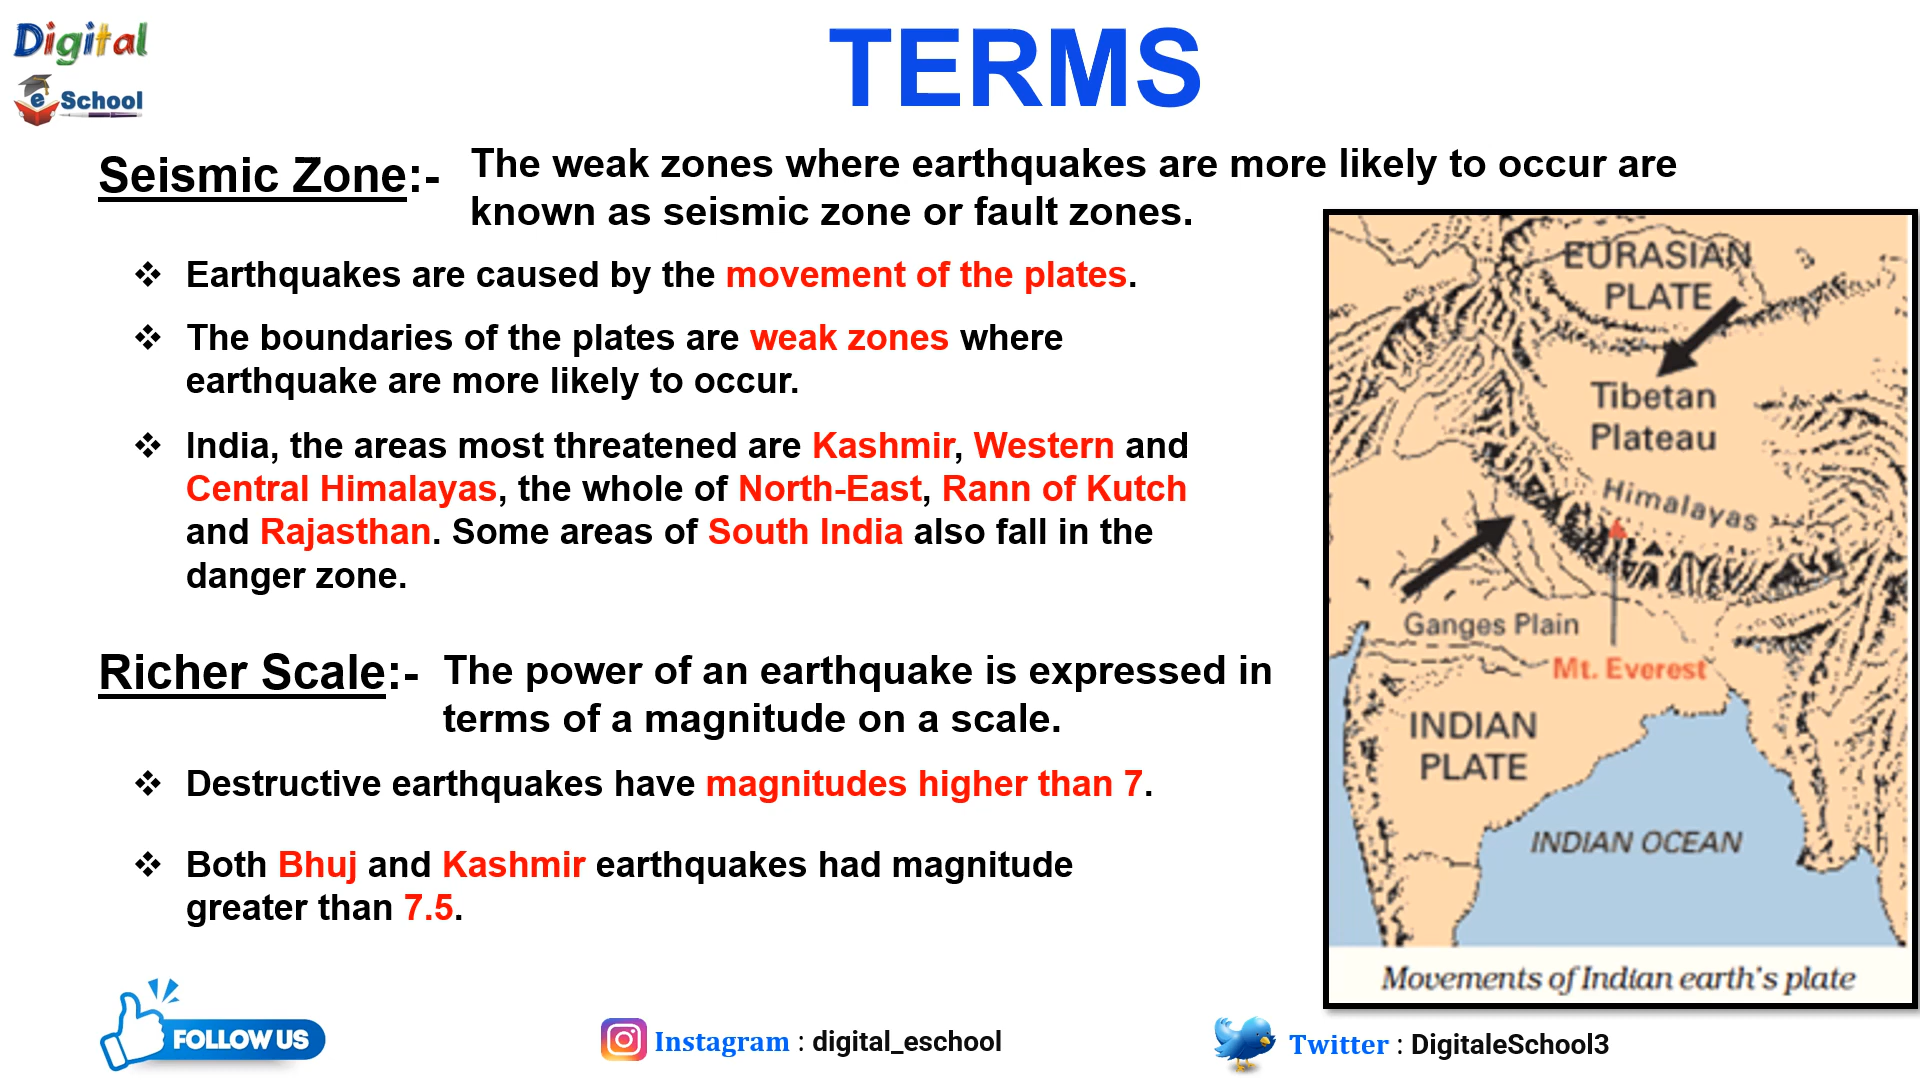 Digital
e School
TERMS
Seismic Zone:- The weak zones where earthquakes are more likely to occur are
known as seismic zone or fault zones.
❖ Earthquakes are caused by the movement of the plates.
❖ The boundaries of the plates are weak zones where
earthquake are more likely to occur.
❖ India, the areas most threatened are Kashmir, Western and
Central Himalayas, the whole of North-East, Rann of Kutch
and Rajasthan. Some areas of South India also fall in the
danger zone.
Richer Scale:- The power of an earthquake is expressed in
terms of a magnitude on a scale.
❖ Destructive earthquakes have magnitudes higher than 7.
❖ Both Bhuj and Kashmir earthquakes had magnitude
greater than 7.5.
EURASIAN
PLATE
Tibetan
Plateau
Himalayas
Ganges Plain
Mt. Everest
INDIAN
PLATE
INDIAN OCEAN
Movements of Indian earth's plate
FOLLOW US
Instagram : digital_eschool
Twitter : DigitaleSchool3